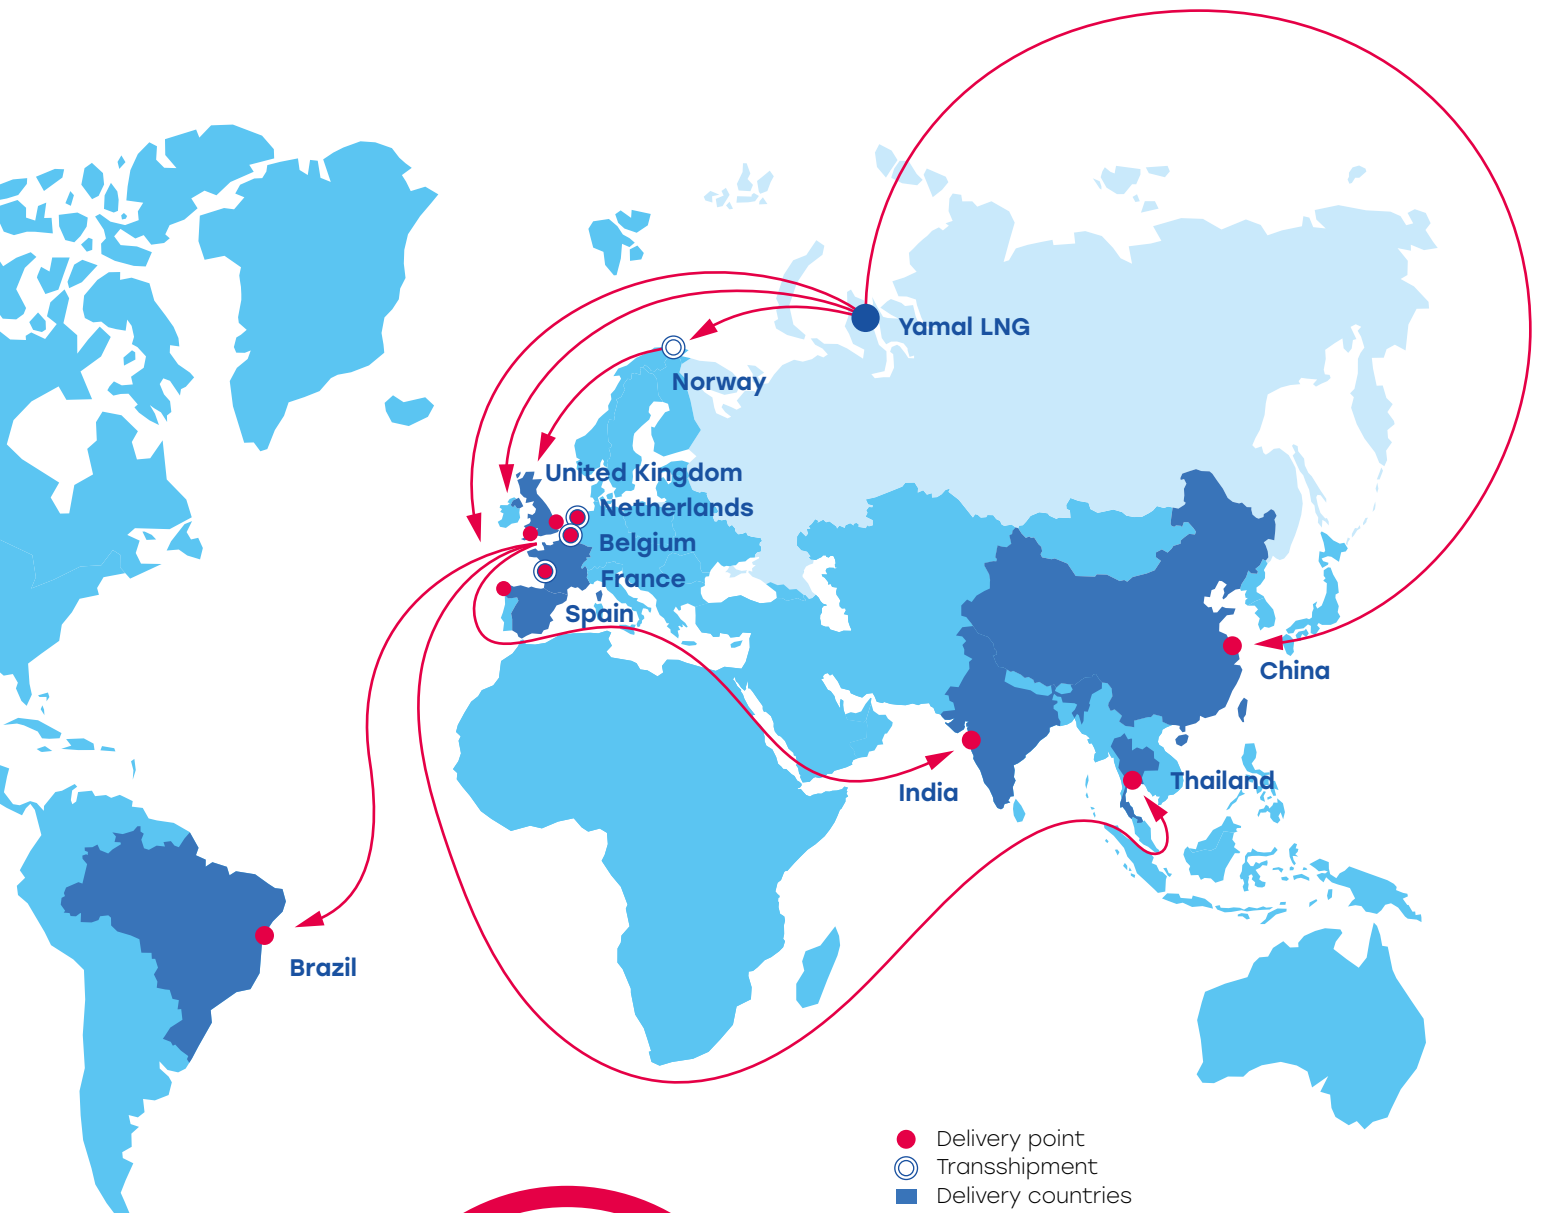 Yamal LNG
Norway
United Kingdom
Netherlands
Belgium
France
Spain
China
India
Thailand
Brazil
Delivery point
Transshipment
Delivery countries